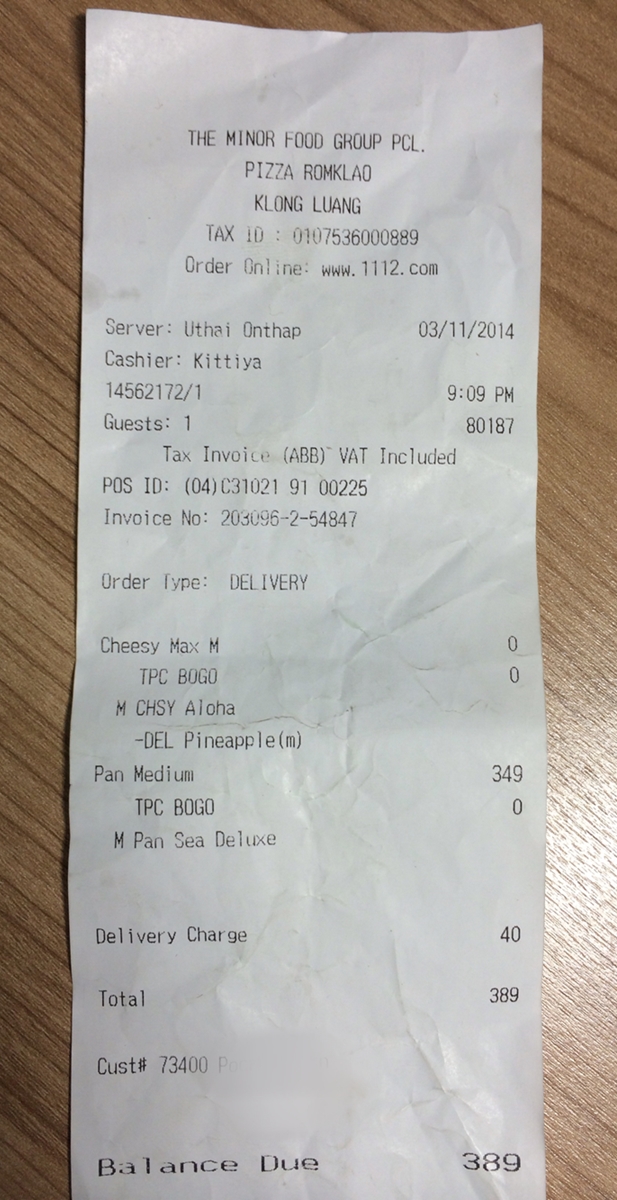 THE MINOR FOOD GROUP PCL.
PIZZA ROMKLAO
KLONG LUANG
TAX ID : 0107536000889
Order Online: www.1112.com
Server: Uthai Onthap 03/11/2014
Cashier: Kittiya
14562172/1 9:09 PM
Guests: 1 80187
Tax Invoice (ABB) VAT Included
POS ID: (04)C31021 91 00225
Invoice No: 203096-2-54847
Order Type: DELIVERY
Cheesy Max M 0
TPC BOGO 0
M CHSY Aloha
-DEL Pineapple(m)
Pan Medium 349
TPC BOGO 0
M Pan Sea Deluxe
Delivery Charge 40
Total 389
Cust# 73400
Balance Due 389